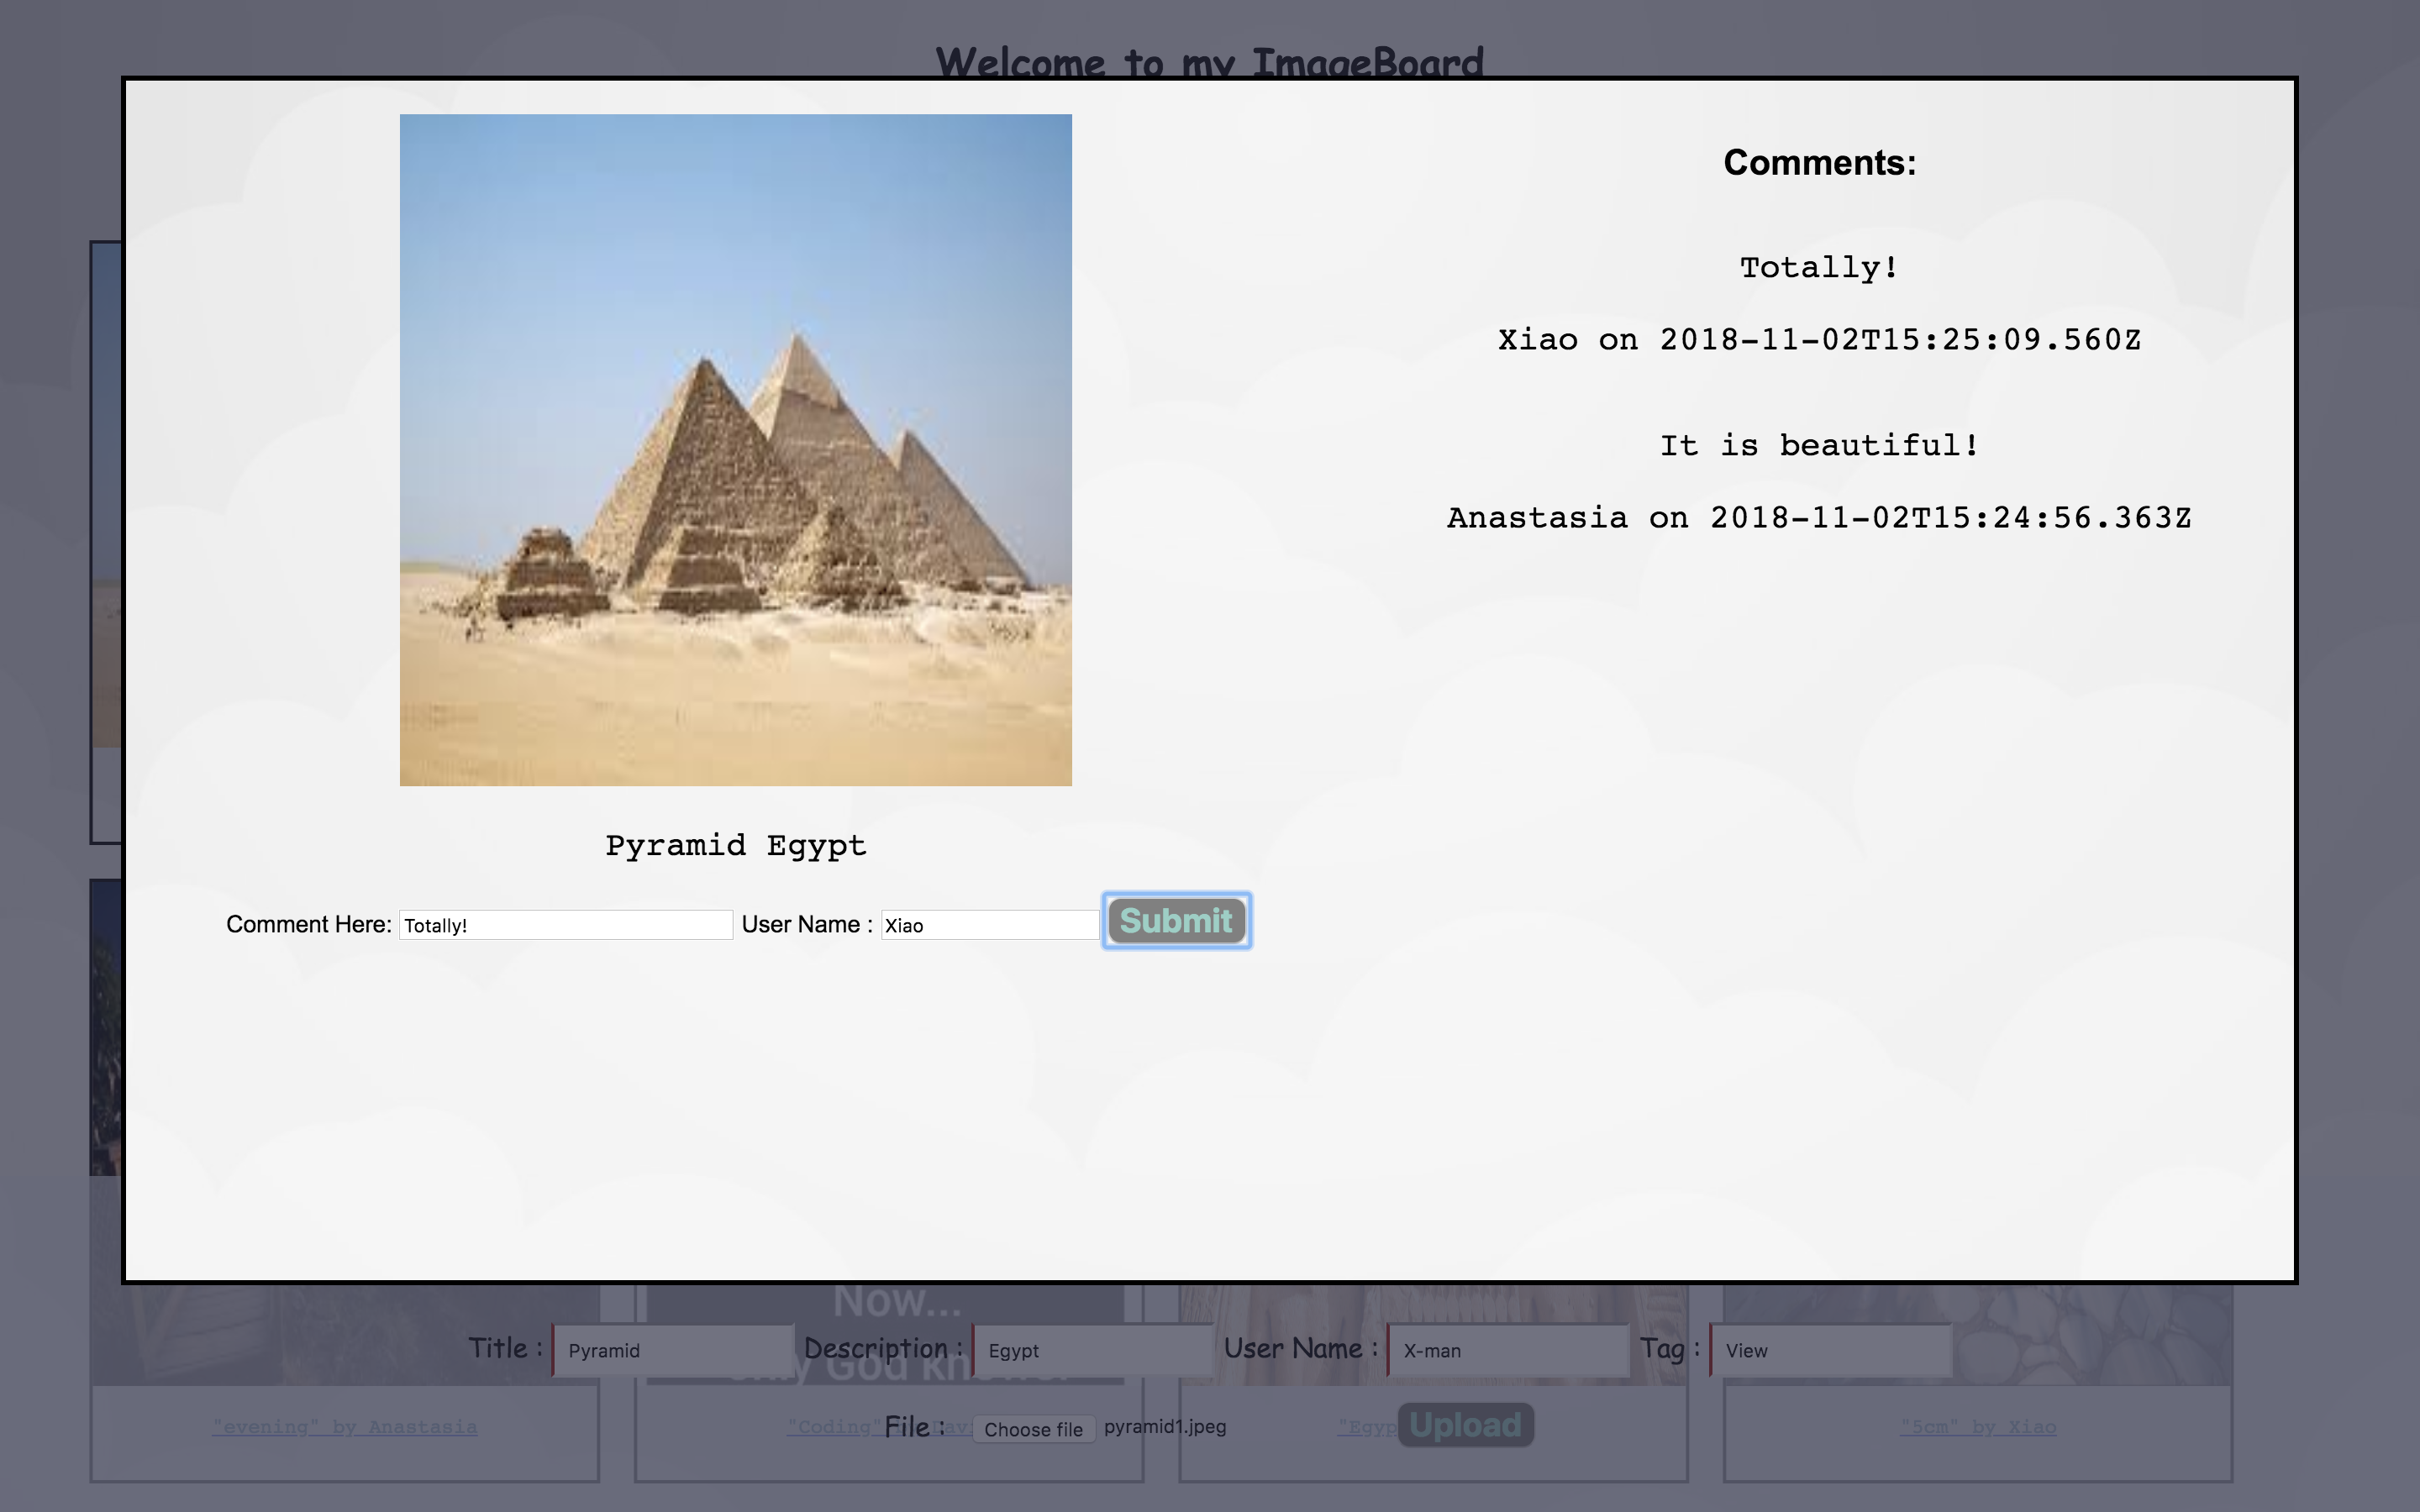 Welcome to my ImageBoard
Comments:
Totally!
Xiao on 2018-11-02T15:25:09.560Z
It is beautiful!
Anastasia on 2018-11-02T15:24:56.363Z
Pyramid Egypt
Comment Here: Totally! User Name : Xiao Submit
Now...
Title : Pyramid Description : Egypt User Name : X-man Tag : View
God
File : Choose file pyramid1.jpeg Upload
"evening" by Anastasia
"Coding"
"5cm" by Xiao